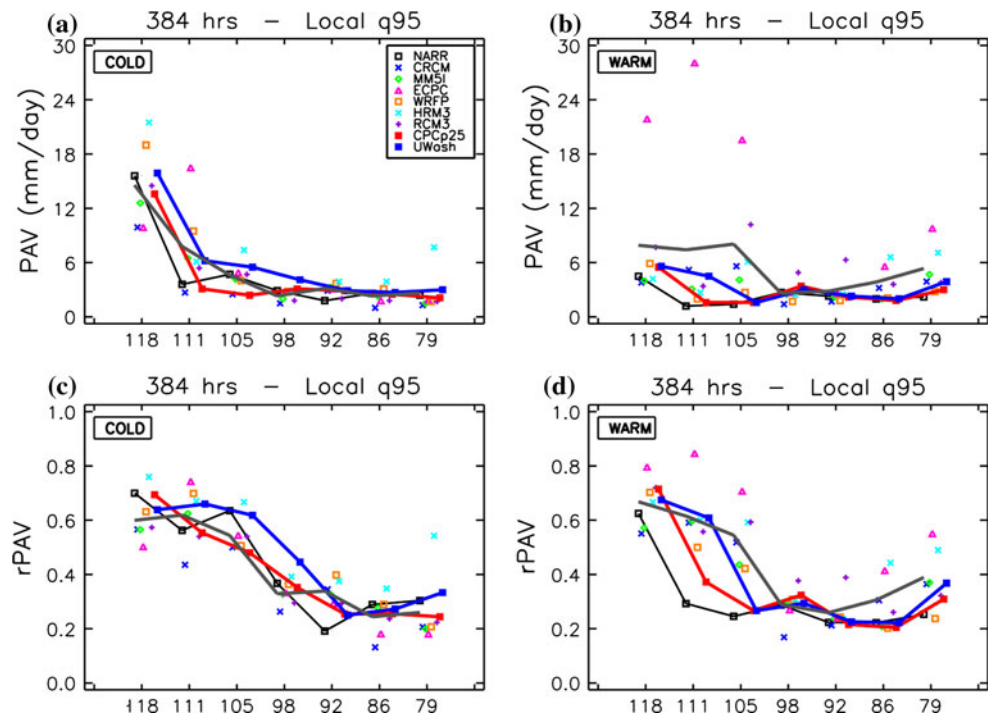 (a) 384 hrs – Local q95
PAV (mm/day)
30
24
18
12
6
0
COLD
NARR
CRCM
MM5I
ECPC
WRFP
HRM3
RCM3
CPCp25
UWash
118 111 105 98 92 86 79
(b) 384 hrs – Local q95
PAV (mm/day)
30
24
18
12
6
0
WARM
118 111 105 98 92 86 79
(c) 384 hrs – Local q95
rPAV
1.0
0.8
0.6
0.4
0.2
0.0
COLD
118 111 105 98 92 86 79
(d) 384 hrs – Local q95
rPAV
1.0
0.8
0.6
0.4
0.2
0.0
WARM
118 111 105 98 92 86 79